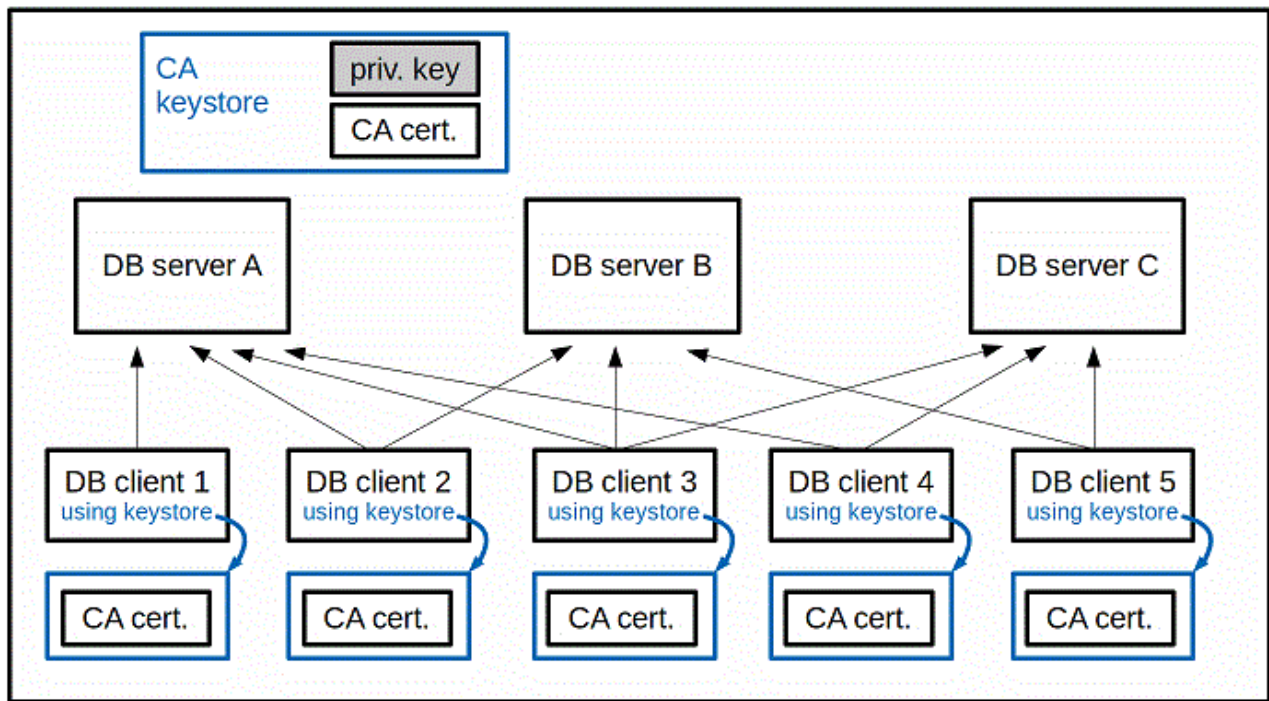 CA
keystore
priv. key
CA cert.
DB server A
DB server B
DB server C
DB client 1
using keystore
DB client 2
using keystore
DB client 3
using keystore
DB client 4
using keystore
DB client 5
using keystore
CA cert.
CA cert.
CA cert.
CA cert.
CA cert.